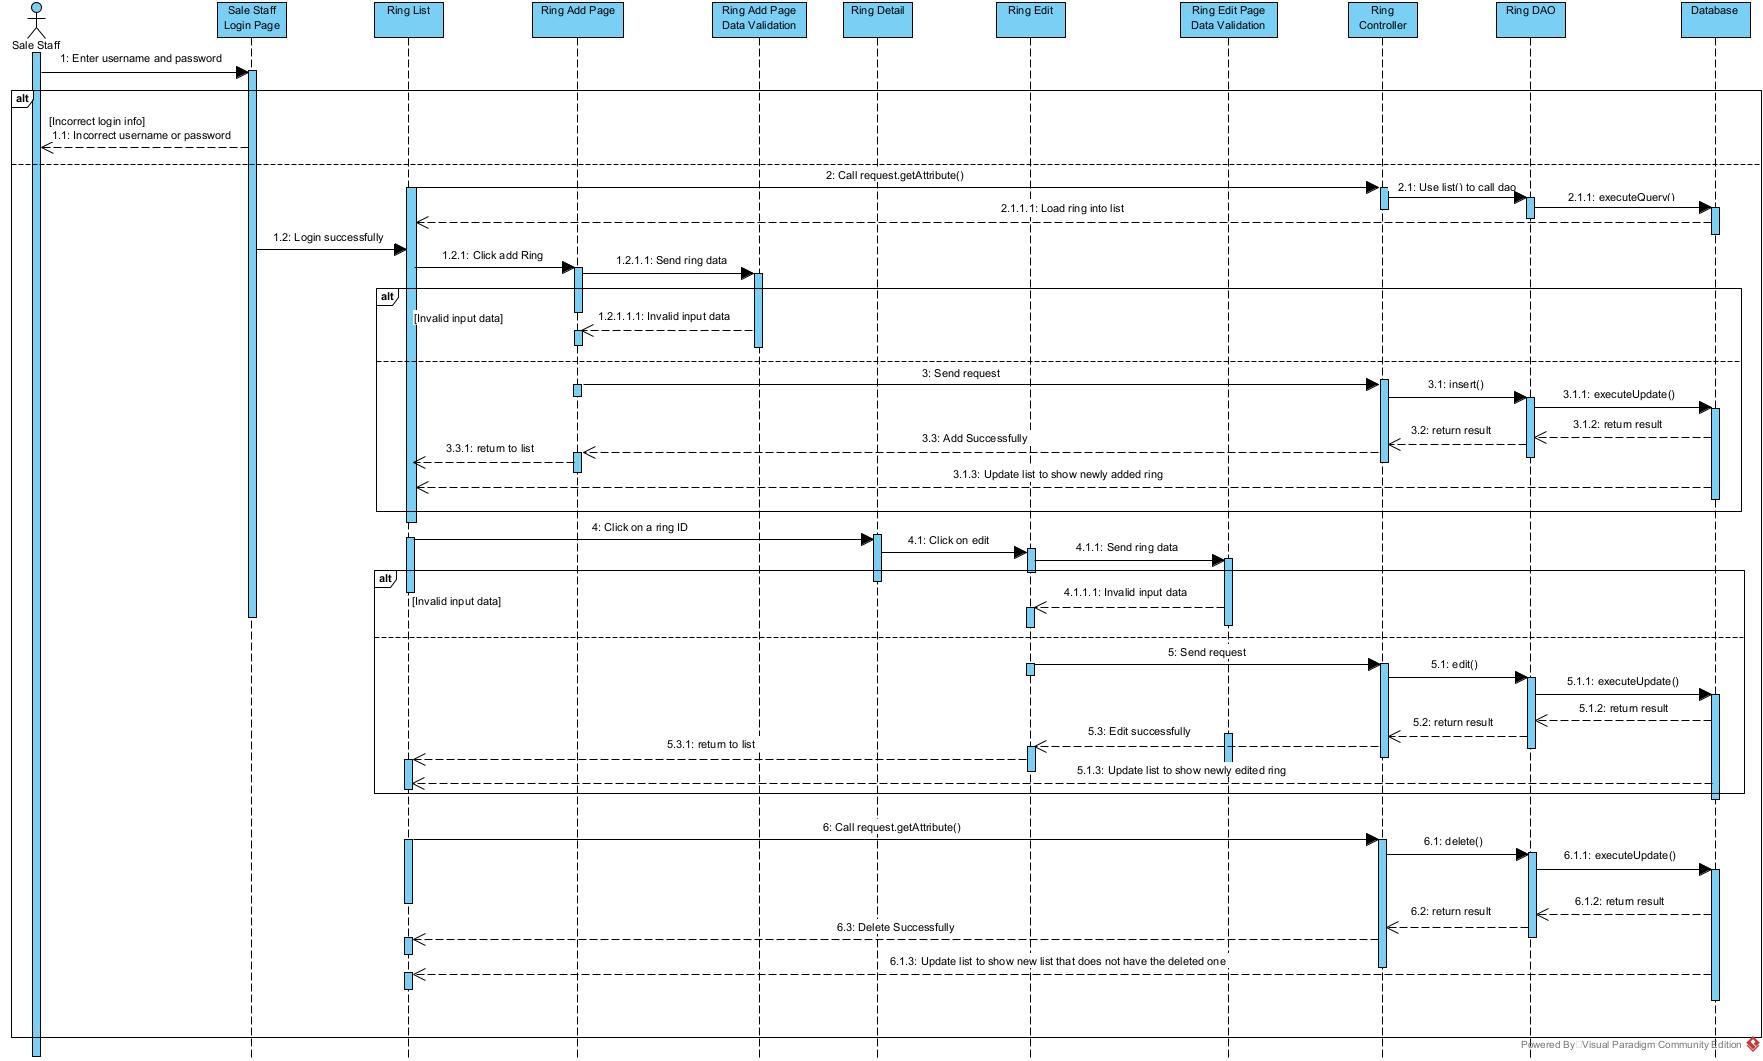 Sale Staff
Login Page
Ring List
Ring Add Page
Ring Add Page
Data Validation
Ring Detail
Ring Edit
Ring Edit Page
Data Validation
Ring
Controller
Ring DAO
Database
Sale Staff
1: Enter username and password
alt
[Incorrect login info]
1.1: Incorrect username or password
2: Call request.getAttribute()
2.1: Use list() to call dao
2.1.1: executeQuery()
2.1.1.1: Load ring into list
1.2: Login successfully
1.2.1: Click add Ring
1.2.1.1: Send ring data
alt
[Invalid input data]
1.2.1.1.1: Invalid input data
3: Send request
3.1: insert()
3.1.1: executeUpdate()
3.1.2: return result
3.2: return result
3.3: Add Successfully
3.3.1: return to list
3.1.3: Update list to show newly added ring
4: Click on a ring ID
4.1: Click on edit
4.1.1: Send ring data
alt
[Invalid input data]
4.1.1.1: Invalid input data
5: Send request
5.1: edit()
5.1.1: executeUpdate()
5.1.2: return result
5.2: return result
5.3: Edit successfully
5.3.1: return to list
5.1.3: Update list to show newly edited ring
6: Call request.getAttribute()
6.1: delete()
6.1.1: executeUpdate()
6.1.2: return result
6.2: return result
6.3: Delete Successfully
6.1.3: Update list to show new list that does not have the deleted one
Powered By Visual Paradigm Community Edition